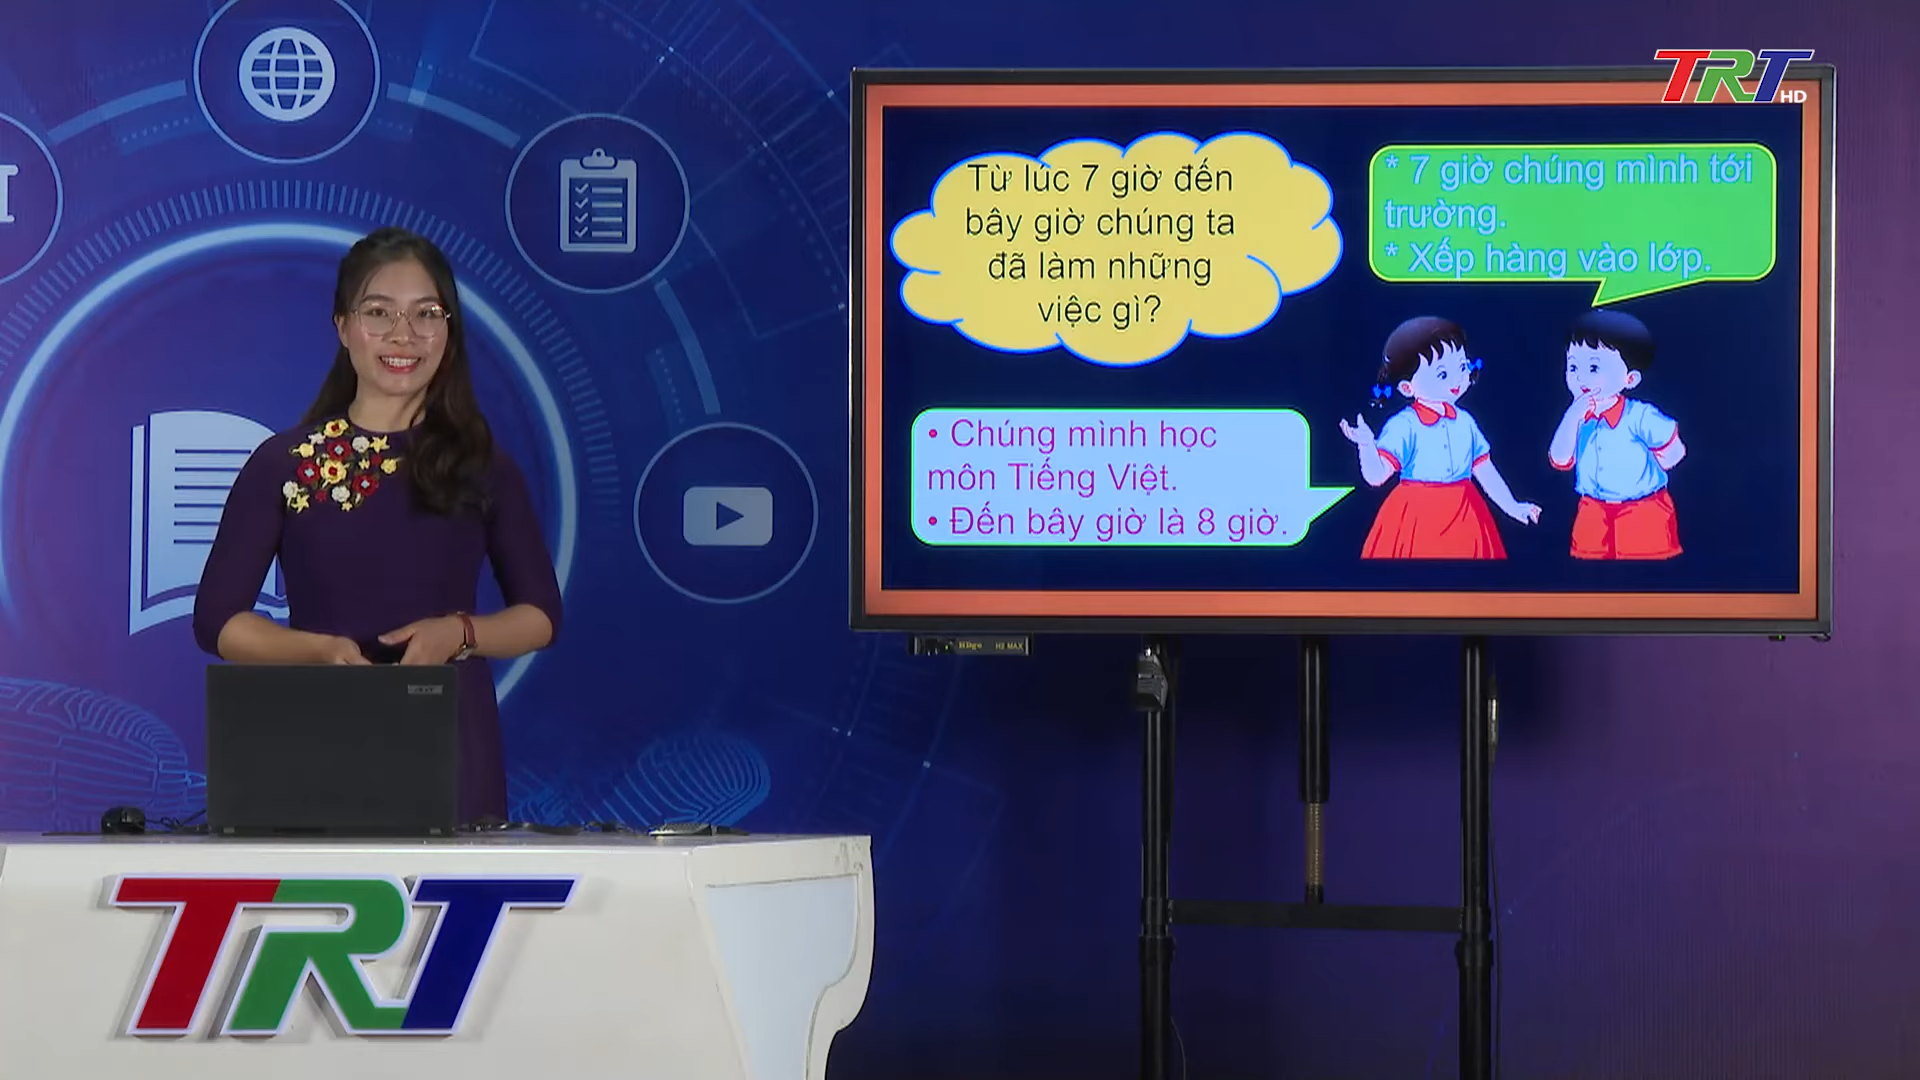 TRT HD
Từ lúc 7 giờ đến
bây giờ chúng ta
đã làm những
việc gì?
* 7 giờ chúng mình tới
trường.
* Xếp hàng vào lớp.
• Chúng mình học
môn Tiếng Việt.
• Đến bây giờ là 8 giờ.
acer
TRT